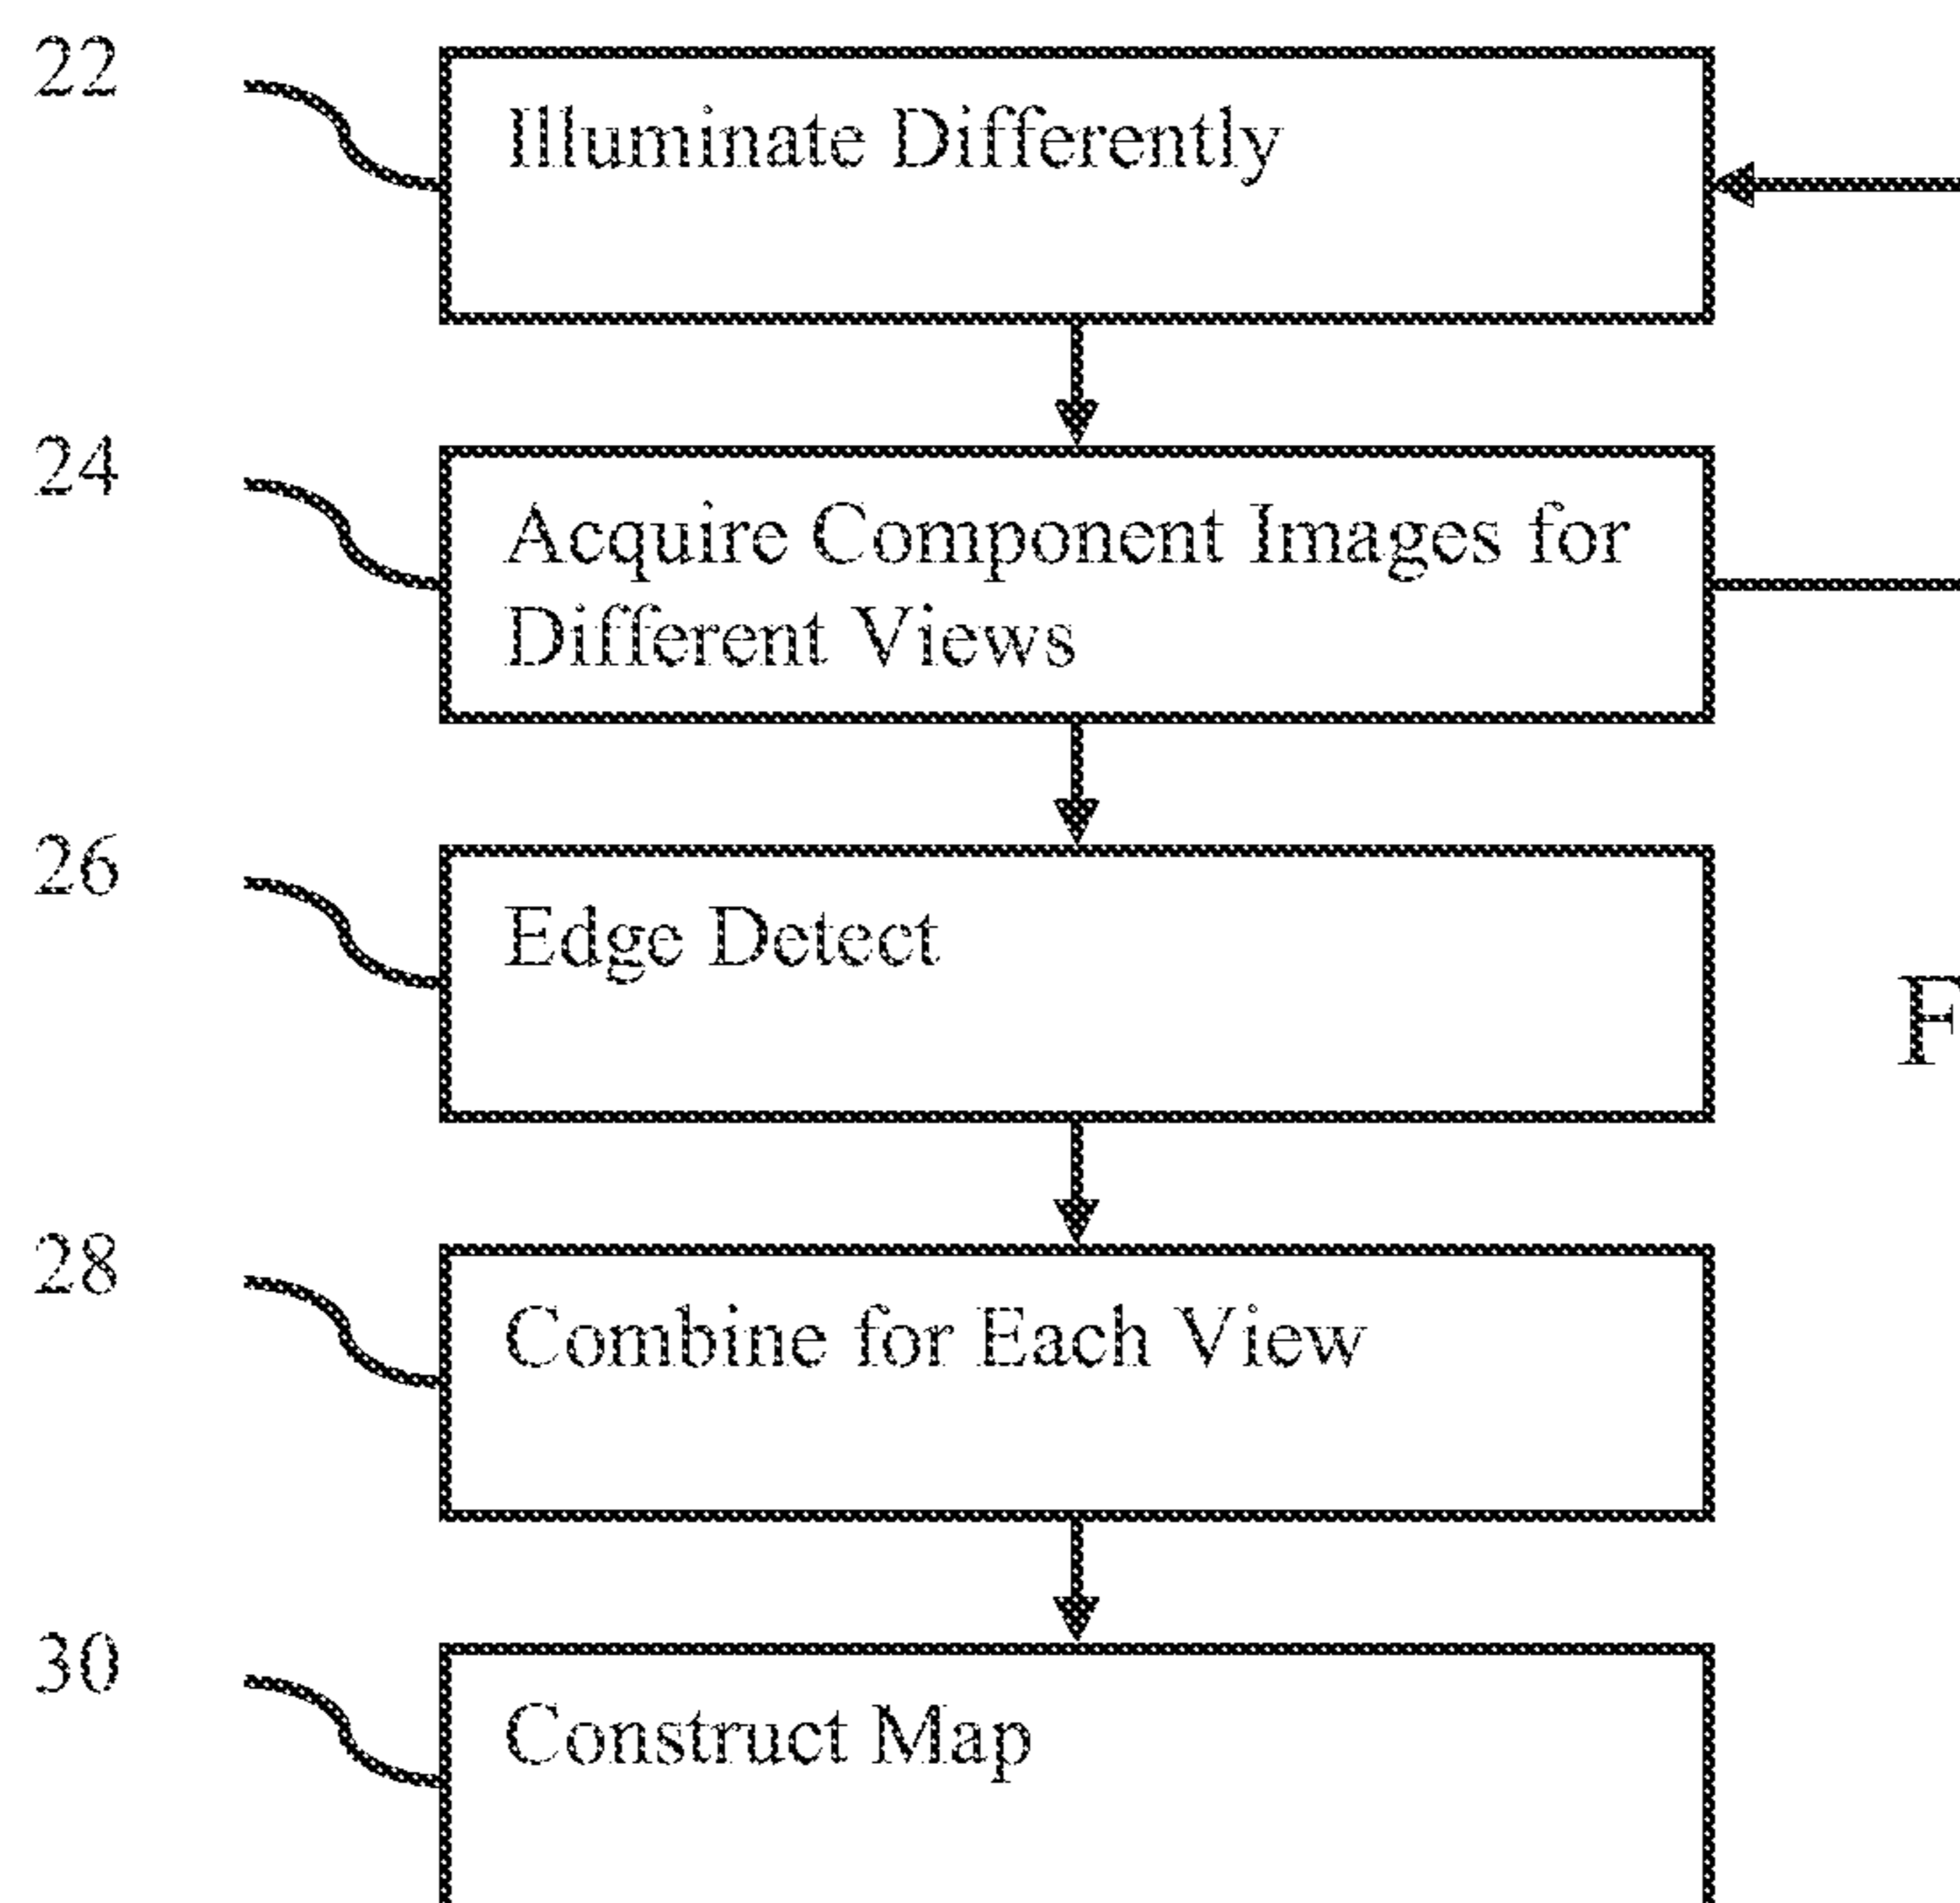 22
Illuminate Differently
24
Acquire Component Images for
Different Views
26
Edge Detect
F
28
Combine for Each View
30
Construct Map